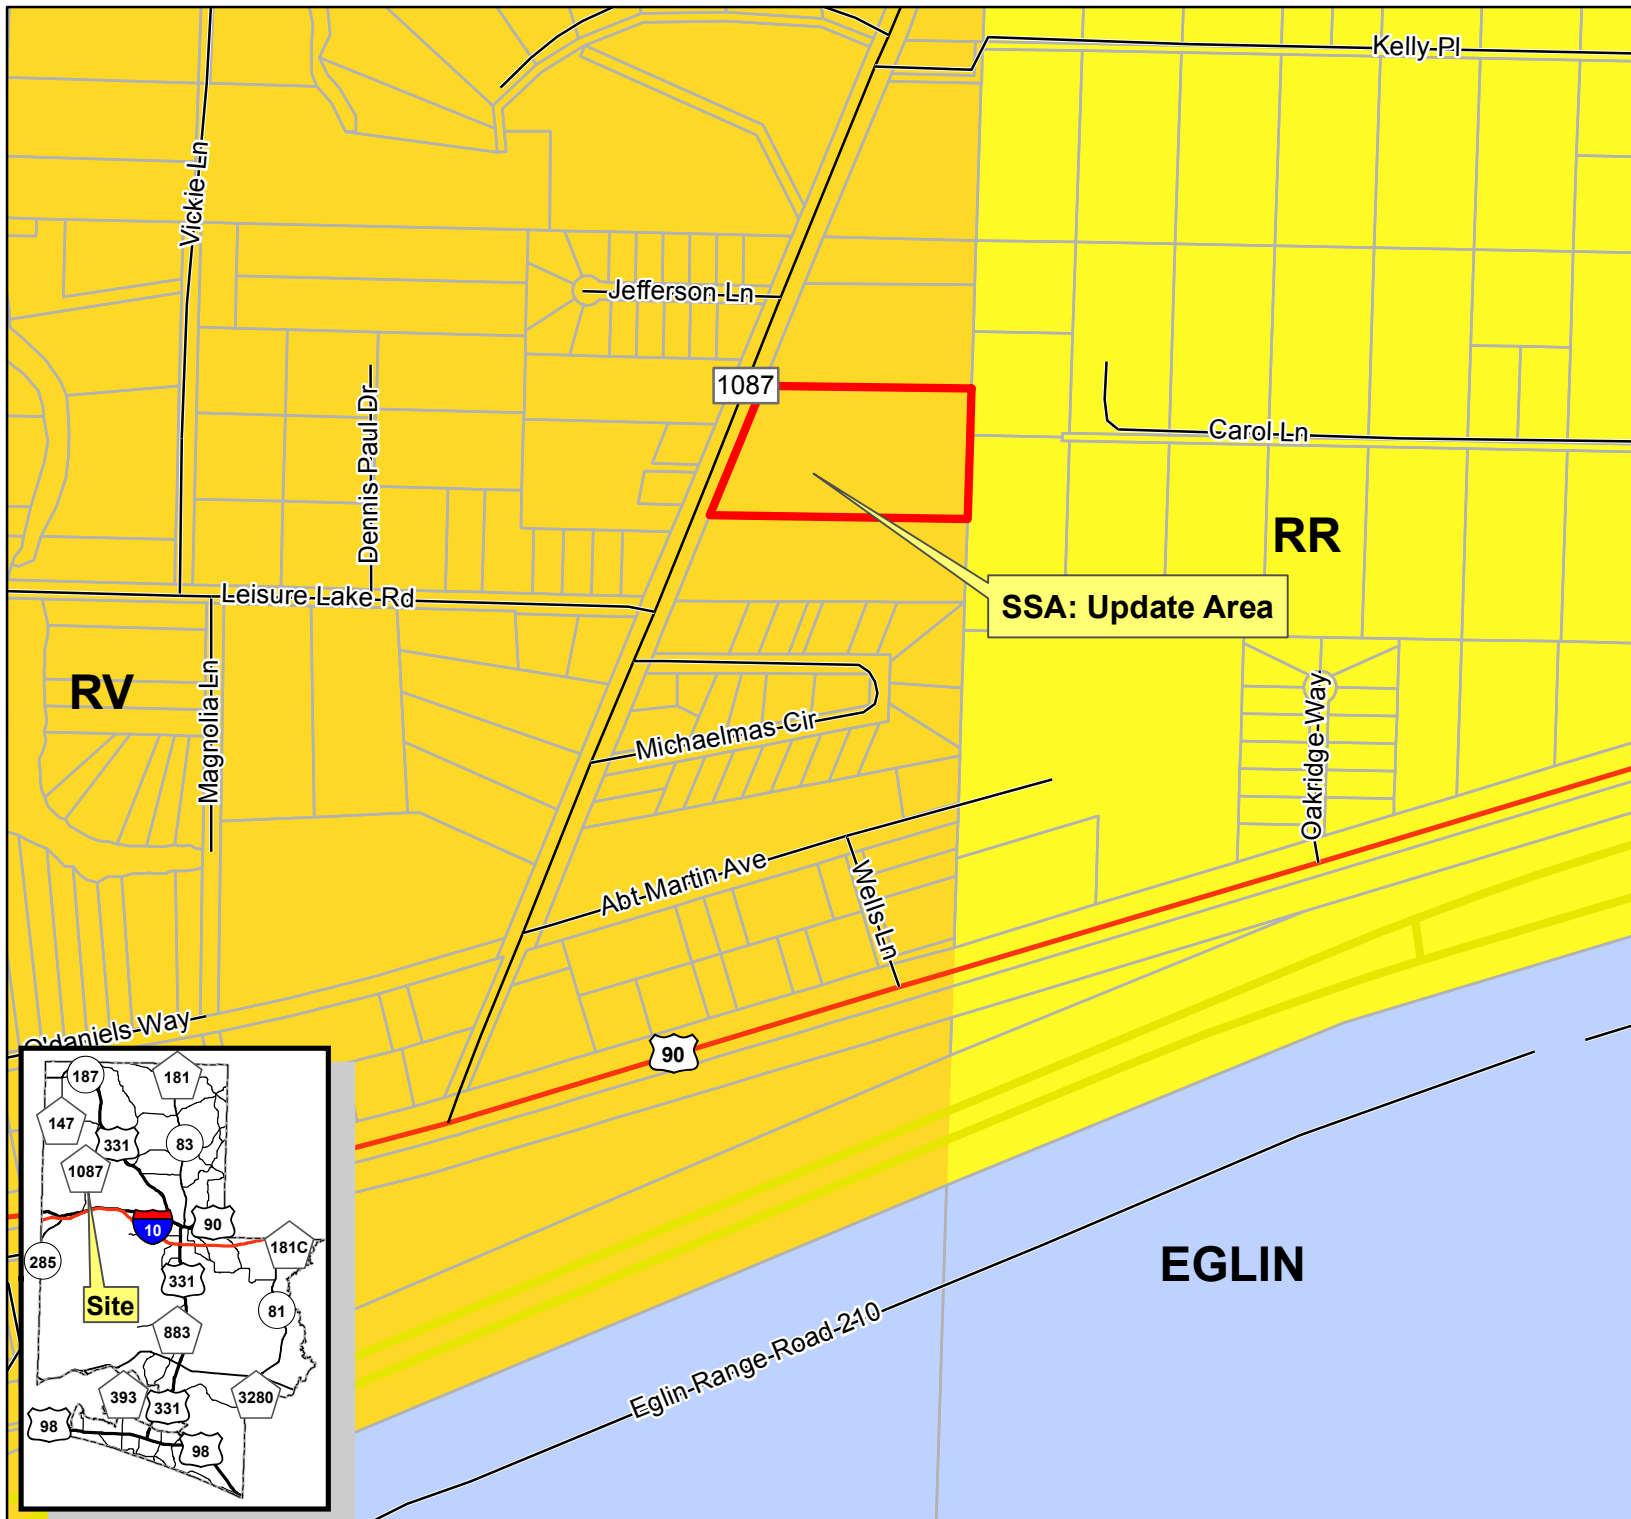 Kelly Pl
Vickie Ln
Jefferson Ln
1087
Carol Ln
Dennis Paul Dr
RR
Leisure Lake Rd
SSA: Update Area
RV
Magnolia Ln
Michaelmas Cir
Oakridge Way
Abt Martin Ave
Wells Ln
O'daniels Way
90
EGLIN
Eglin Range Road 210
187
181
147
331
83
1087
10
90
181C
285
331
Site
81
883
393
331
3280
98
98